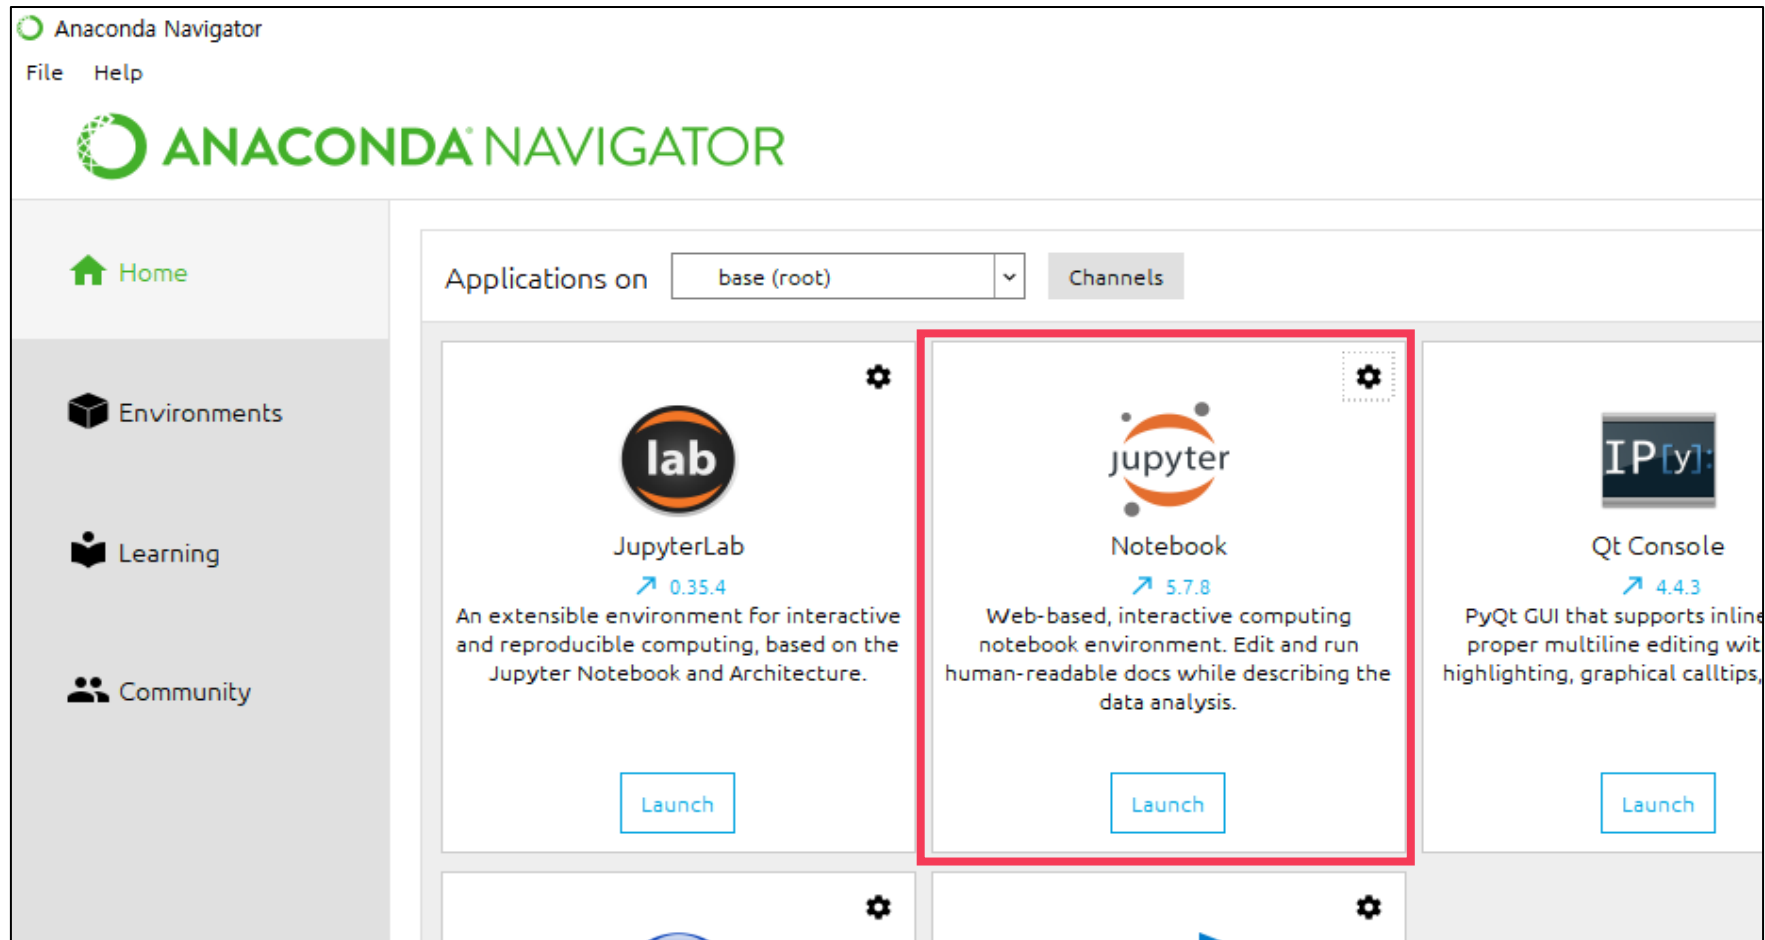 Anaconda Navigator
File Help
ANACONDA NAVIGATOR
Home
Applications on base (root) Channels
Environments
Learning
Community
lab
JupyterLab
0.35.4
An extensible environment for interactive
and reproducible computing, based on the
Jupyter Notebook and Architecture.
Launch
jupyter
Notebook
5.7.8
Web-based, interactive computing
notebook environment. Edit and run
human-readable docs while describing the
data analysis.
Launch
IP[y]:
Qt Console
4.4.3
PyQt GUI that supports inline
proper multiline editing wit
highlighting, graphical calltips,
Launch